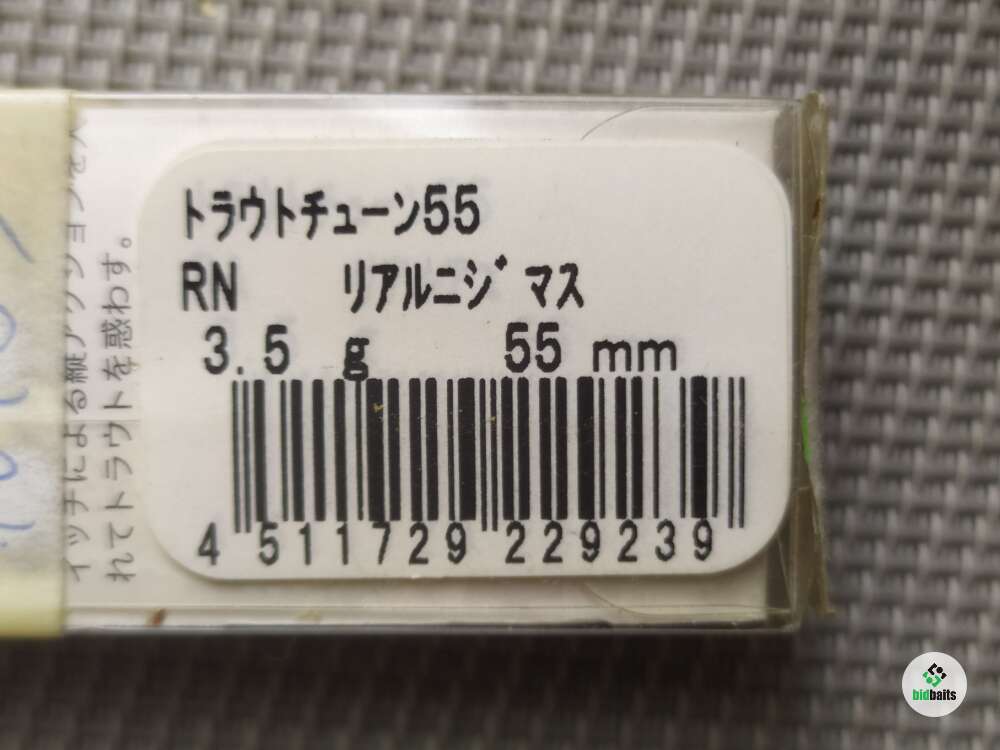 トラウトチューン55
RN リアルニジマス
3.5 g 55 mm
4 511729 229239
イッチによる縦アクションを入
れてトラウトを惑わす。
bidbaits